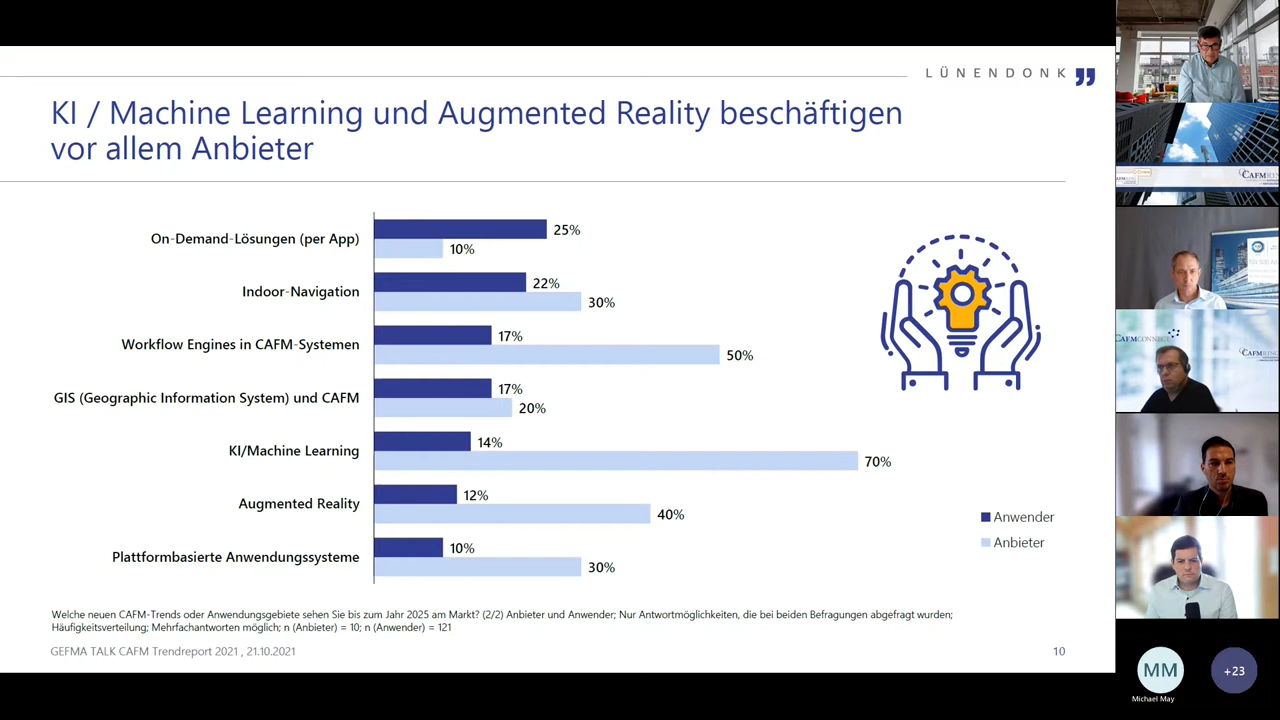 LÜNENDONK
KI / Machine Learning und Augmented Reality beschäftigen
vor allem Anbieter
On-Demand-Lösungen (per App)
25%
10%
Indoor-Navigation
22%
30%
Workflow Engines in CAFM-Systemen
17%
50%
GIS (Geographic Information System) und CAFM
17%
20%
KI/Machine Learning
14%
70%
Augmented Reality
12%
40%
Plattformbasierte Anwendungssysteme
10%
30%
Anwender
Anbieter
Welche neuen CAFM-Trends oder Anwendungsgebiete sehen Sie bis zum Jahr 2025 am Markt? (2/2) Anbieter und Anwender; Nur Antwortmöglichkeiten, die bei beiden Befragungen abgefragt wurden;
Häufigkeitsverteilung; Mehrfachantworten möglich; n (Anbieter) = 10; n (Anwender) = 121
GEFMA TALK CAFM Trendreport 2021 , 21.10.2021
10
CAFMCONNECT
MM
Michael May
+23